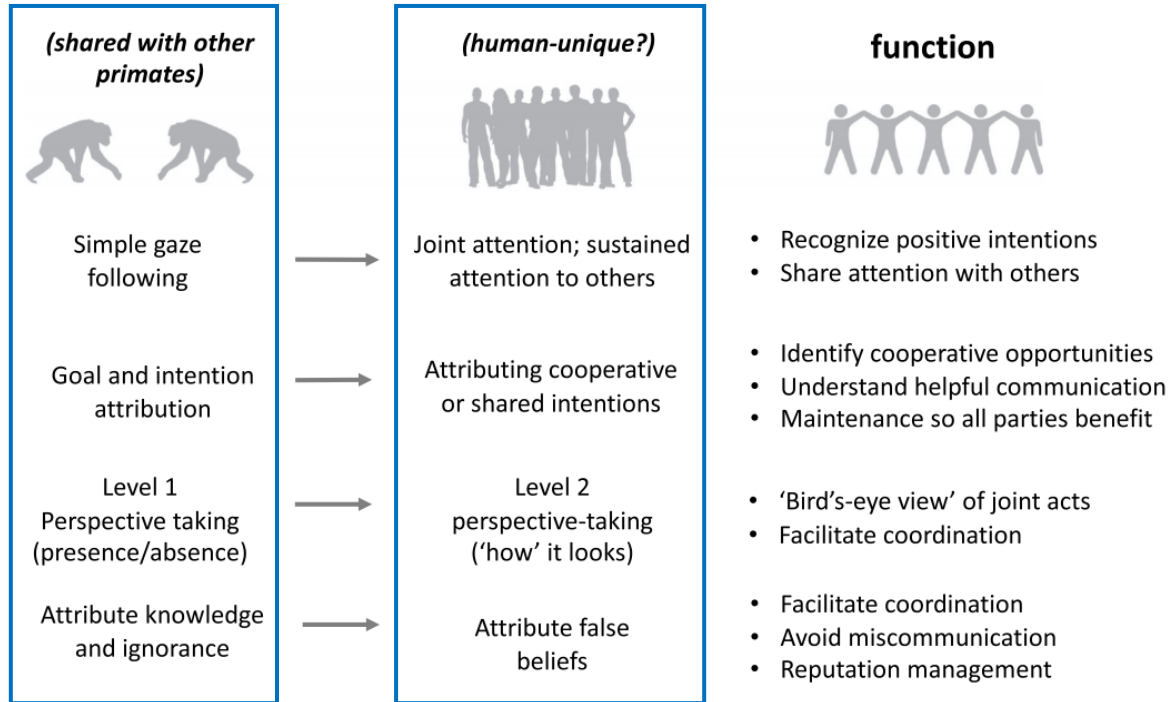 (shared with other
primates)
(human-unique?)
function
Simple gaze
following
Joint attention; sustained
attention to others
• Recognize positive intentions
• Share attention with others
Goal and intention
attribution
Attributing cooperative
or shared intentions
• Identify cooperative opportunities
• Understand helpful communication
• Maintenance so all parties benefit
Level 1
Perspective taking
(presence/absence)
Level 2
perspective-taking
(‘how’ it looks)
• ‘Bird’s-eye view’ of joint acts
• Facilitate coordination
Attribute knowledge
and ignorance
Attribute false
beliefs
• Facilitate coordination
• Avoid miscommunication
• Reputation management